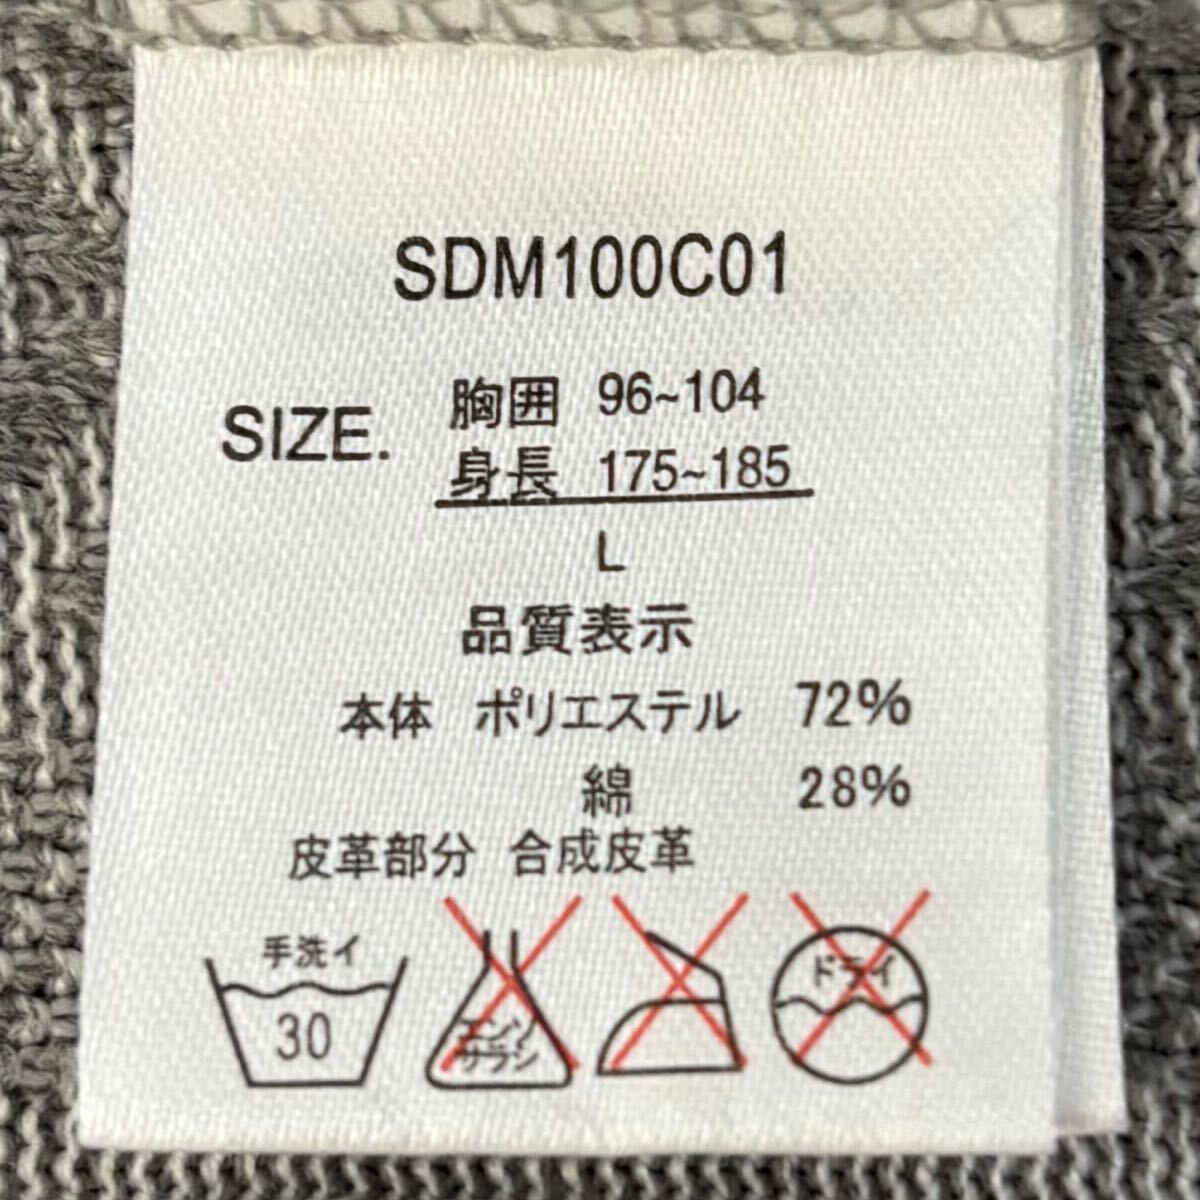 SDM100C01
SIZE. 胸囲 96~104
身長 175~185
L
品質表示
本体 ポリエステル 72%
綿 28%
皮革部分 合成皮革
手洗イ
30
エンソ
サラシ
ドライ